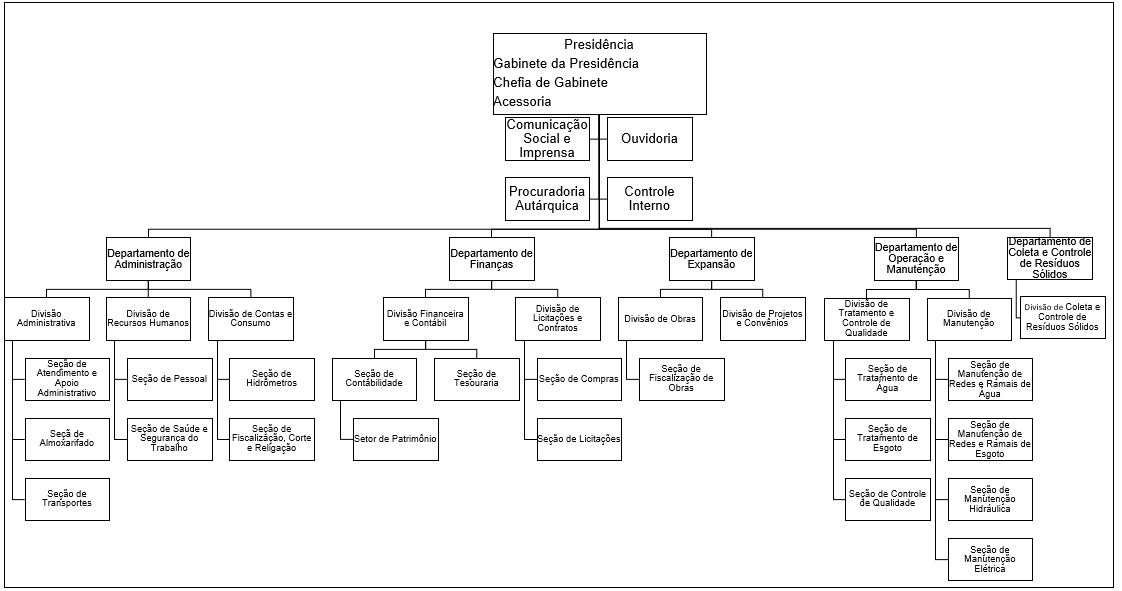 Presidência
Gabinete da Presidência
Chefia de Gabinete
Acessoria
Comunicação
Social e
Imprensa
Ouvidoria
Procuradoria
Autárquica
Controle
Interno
Departamento de
Administração
Departamento de
Finanças
Departamento de
Expansão
Departamento de
Operação e
Manutenção
Departamento de
Coleta e Controle
de Resíduos
Sólidos
Divisão
Administrativa
Divisão de
Recursos Humanos
Divisão de Contas e
Consumo
Divisão Financeira
e Contábil
Divisão de
Licitações e
Contratos
Divisão de Obras
Divisão de Projetos
e Convênios
Divisão de
Tratamento e
Controle de
Qualidade
Divisão de
Manutenção
Divisão de Coleta e
Controle de
Resíduos Sólidos
Seção de
Atendimento e
Apoio
Administrativo
Seção de Pessoal
Seção de
Hidrômetros
Seção de
Contábilidade
Seção de
Tesouraria
Seção de Compras
Seção de
Fiscalização de
Obras
Seção de
Tratamento de
Água
Seção de
Manutenção de
Redes e Ramais de
Água
Seçã de
Almoxarifado
Seção de Saúde e
Segurança do
Trabalho
Seção de
Fiscalização, Corte
e Religação
Setor de Patrimônio
Seção de Licitações
Seção de
Tratamento de
Esgoto
Seção de
Manutenção de
Redes e Ramais de
Esgoto
Seção de
Transportes
Seção de Controle
de Qualidade
Seção de
Manutenção
Hidráulica
Seção de
Manutenção
Elétrica